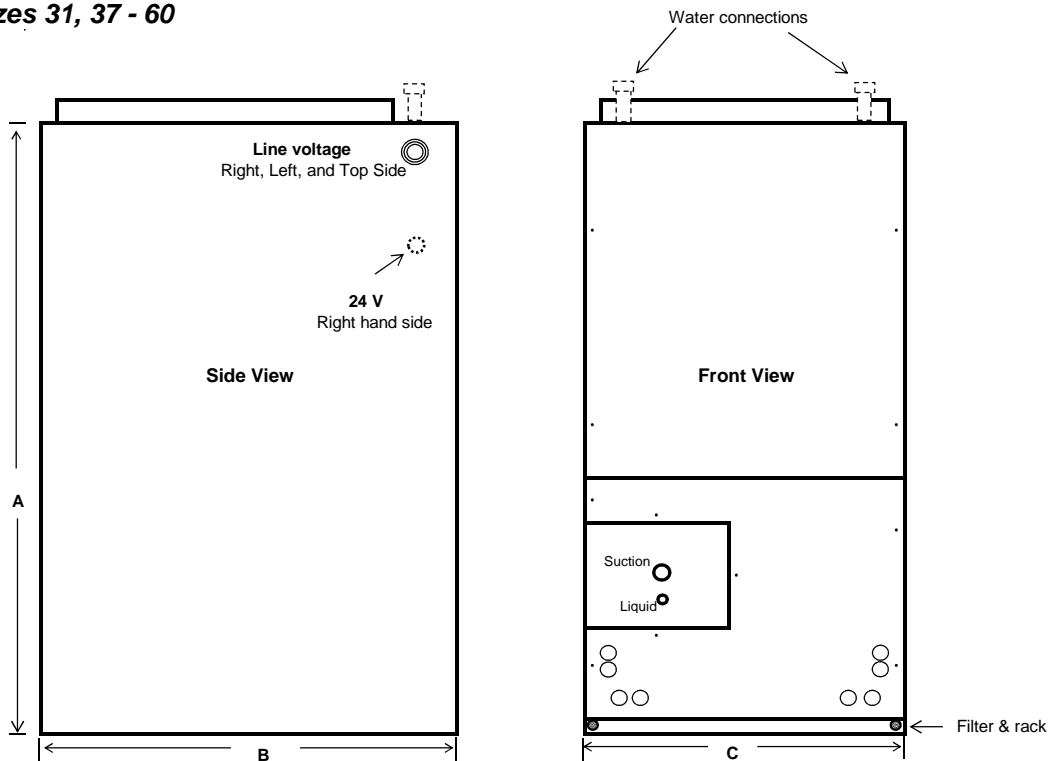 zes 31, 37 - 60
Water connections
Line voltage
Right, Left, and Top Side
24 V
Right hand side
Side View
Front View
A
Suction
Liquid
Filter & rack
B
C